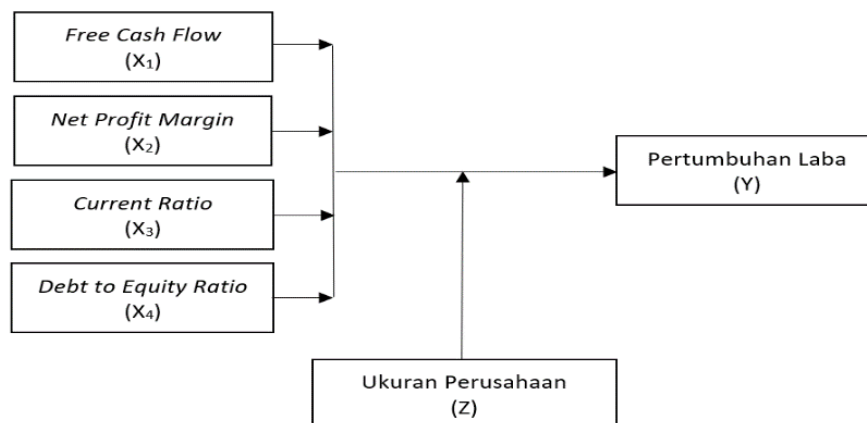 Free Cash Flow
(X₁)
Net Profit Margin
(X₂)
Current Ratio
(X₃)
Debt to Equity Ratio
(X₄)
Pertumbuhan Laba
(Y)
Ukuran Perusahaan
(Z)